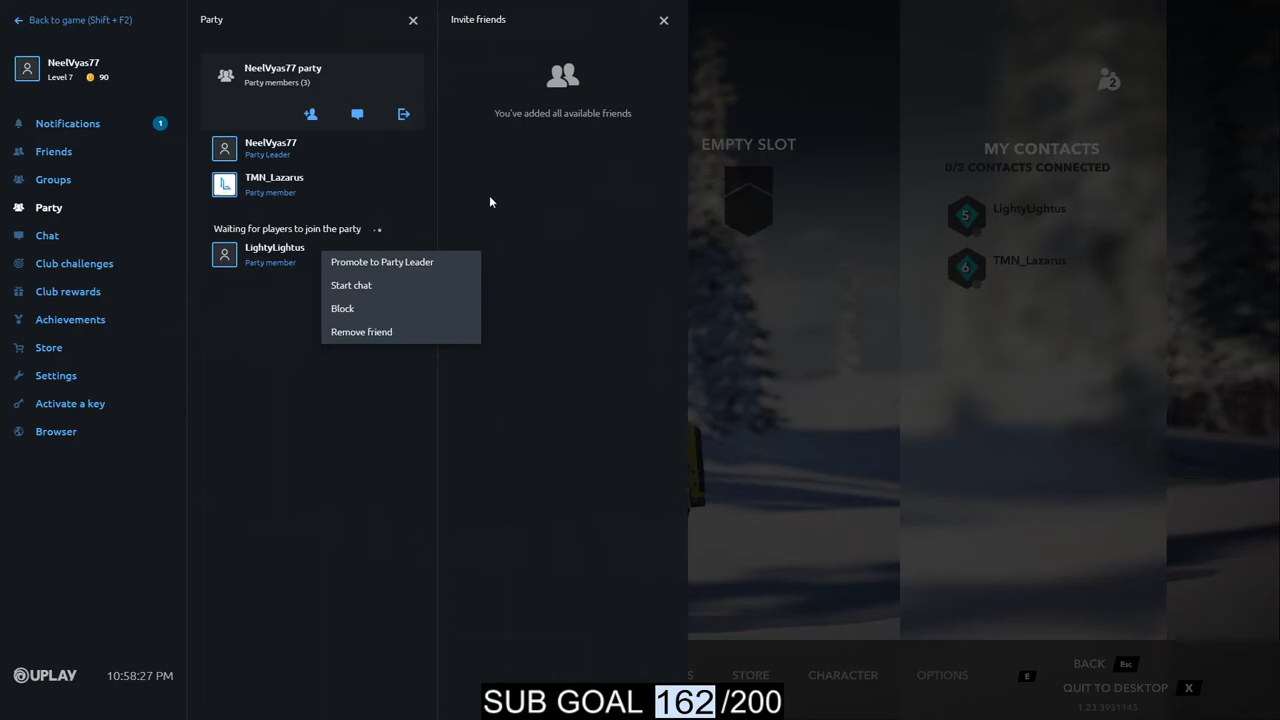 Back to game (Shift + F2)
NeelVyas77
Level 7 90
Notifications 1
Friends
Groups
Party
Chat
Club challenges
Club rewards
Achievements
Store
Settings
Activate a key
Browser
UPLAY 10:58:27 PM
Party
NeelVyas77 party
Party members (3)
NeelVyas77
Party Leader
TMN_Lazarus
Party member
Waiting for players to join the party
LightyLightus
Party member
Promote to Party Leader
Start chat
Block
Remove friend
Invite friends
You've added all available friends
EMPTY SLOT
2
MY CONTACTS
0/2 CONTACTS CONNECTED
5 LightyLightus
6 TMN_Lazarus
STORE CHARACTER OPTIONS E
BACK Esc
QUIT TO DESKTOP X
1.23.3931143
SUB GOAL 162 /200